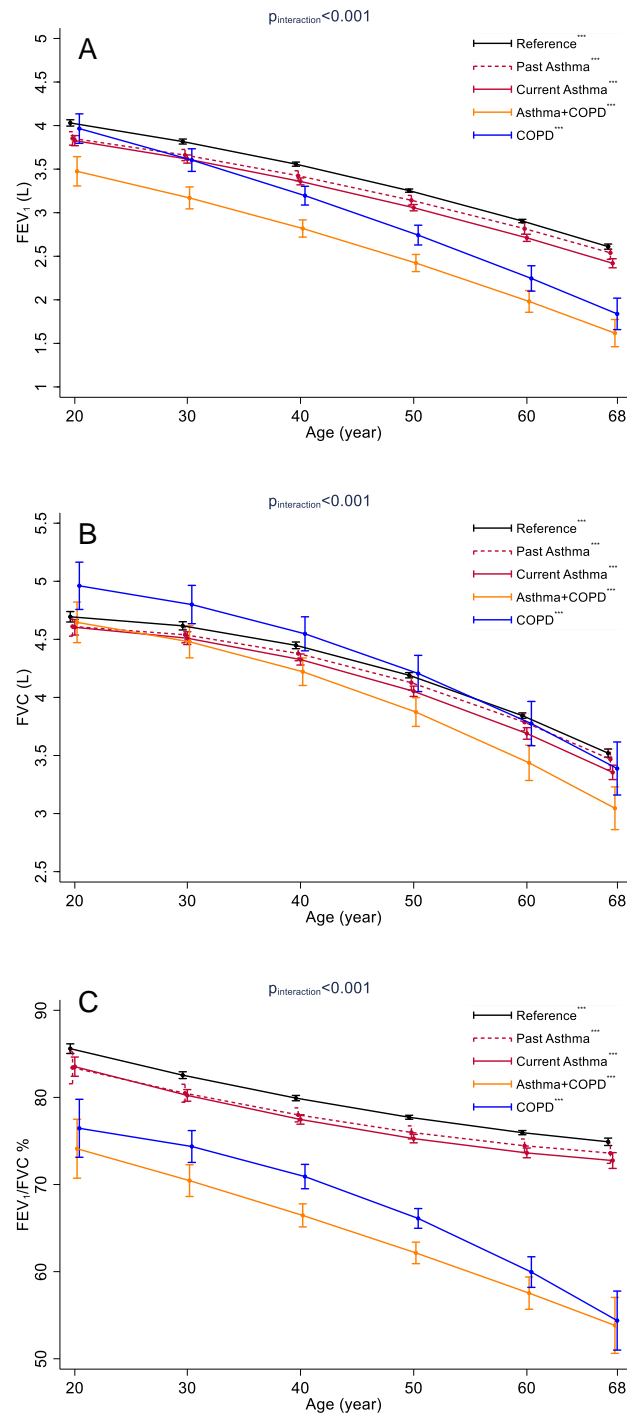 pinteraction<0.001
A
Reference***
Past Asthma***
Current Asthma***
Asthma+COPD***
COPD***
FEV₁ (L)
5
4.5
4
3.5
3
2.5
2
1.5
1
20 30 40 50 60 68
Age (year)
pinteraction<0.001
B
Reference***
Past Asthma***
Current Asthma***
Asthma+COPD***
COPD***
FVC (L)
5.5
5
4.5
4
3.5
3
2.5
20 30 40 50 60 68
Age (year)
pinteraction<0.001
C
Reference***
Past Asthma***
Current Asthma***
Asthma+COPD***
COPD***
FEV₁/FVC %
90
80
70
60
50
20 30 40 50 60 68
Age (year)